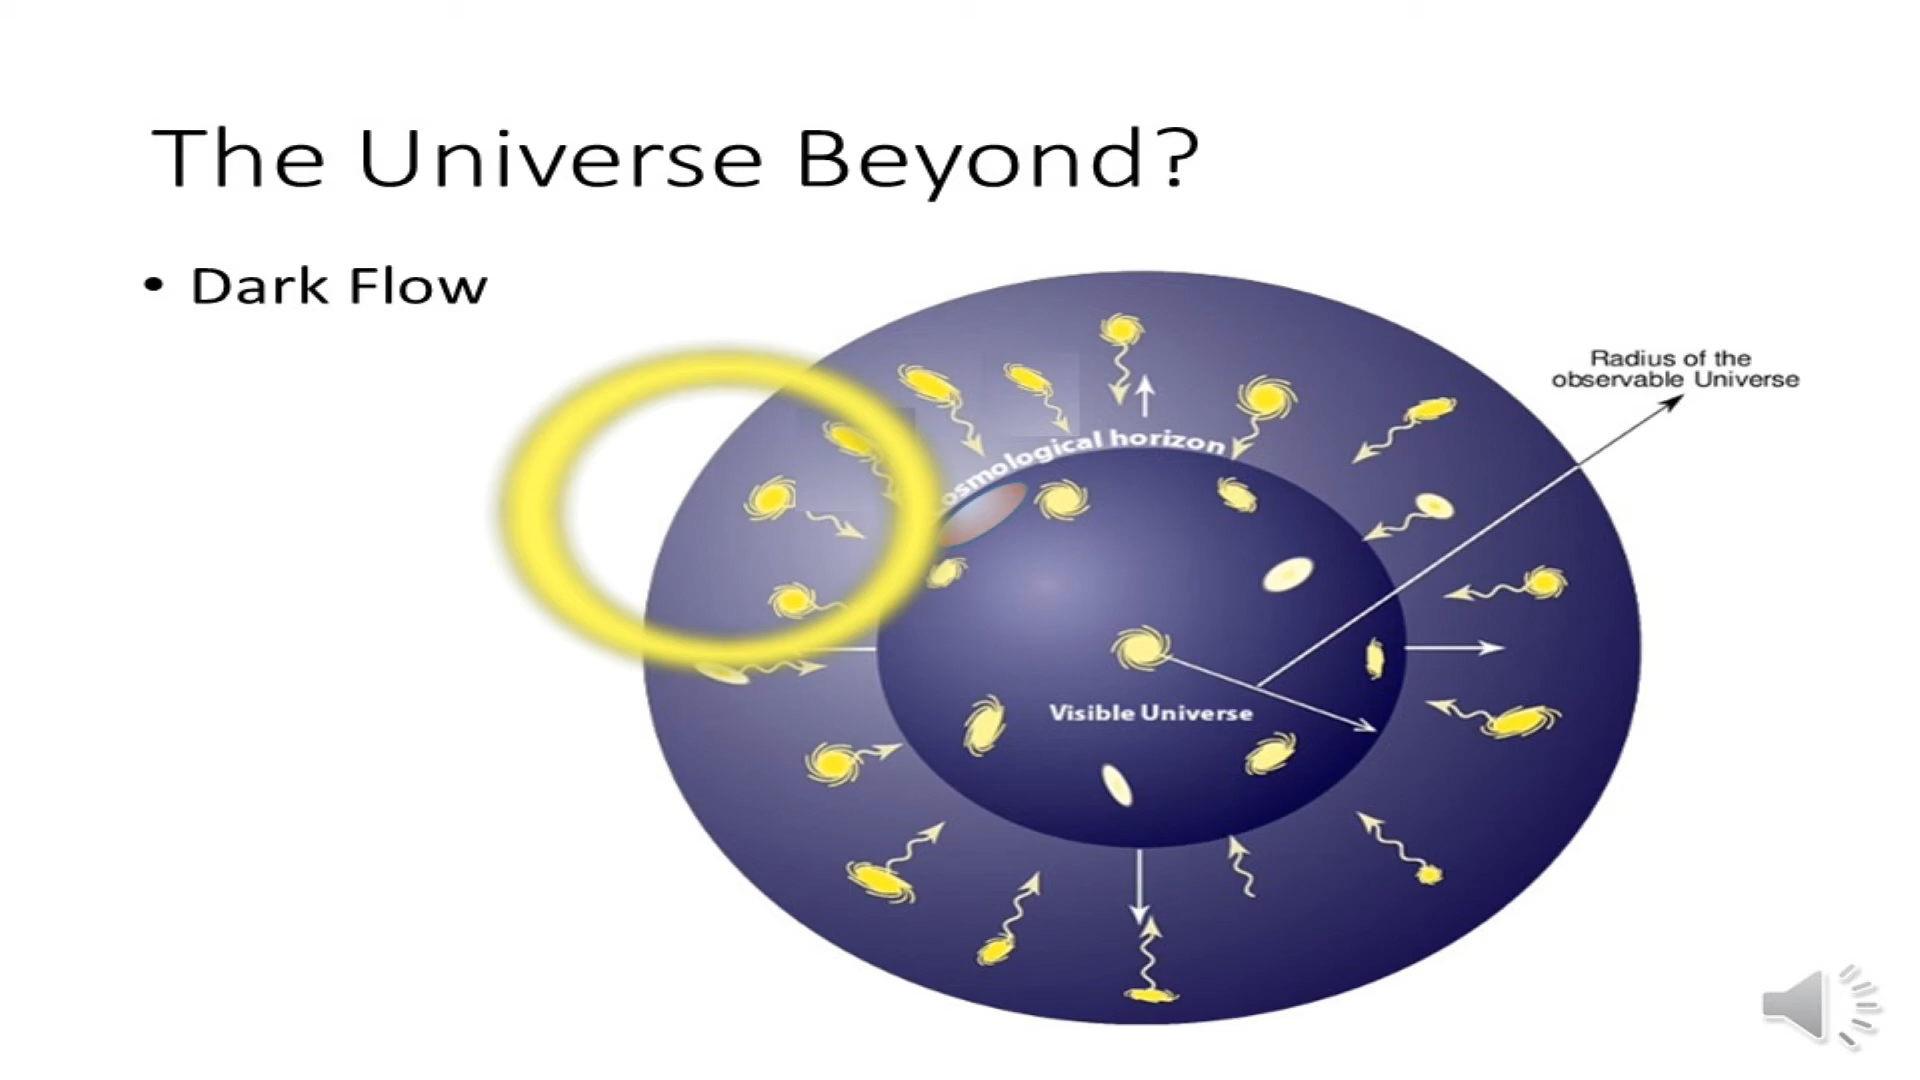 The Universe Beyond?
• Dark Flow
Radius of the
observable Universe
osmological horizon
Visible Universe